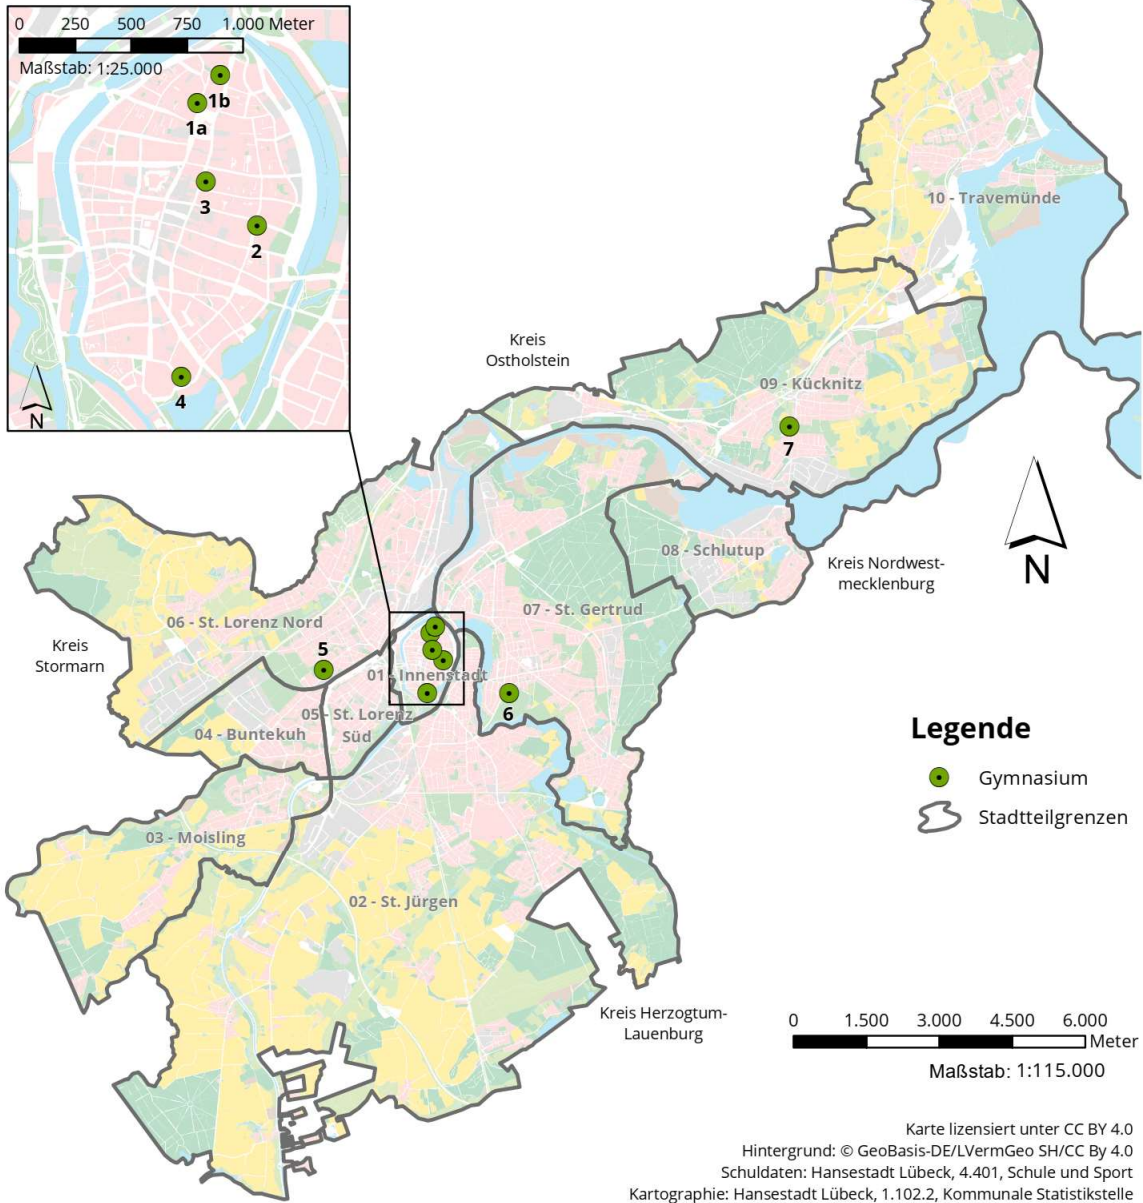 0 250 500 750 1.000 Meter
Maßstab: 1:25.000
1b
1a
3
2
4
N
10 - Travemünde
Kreis
Ostholstein
09 - Kücknitz
7
08 - Schlutup
Kreis Nordwest-
mecklenburg
N
07 - St. Gertrud
06 - St. Lorenz Nord
Kreis
Stormarn
5
01 - Innenstadt
6
05 - St. Lorenz
Süd
04 - Buntekuh
03 - Moisling
02 - St. Jürgen
Legende
Gymnasium
Stadtteilgrenzen
Kreis Herzogtum-
Lauenburg
0 1.500 3.000 4.500 6.000
Meter
Maßstab: 1:115.000
Karte lizensiert unter CC BY 4.0
Hintergrund: © GeoBasis-DE/LVermGeo SH/CC By 4.0
Schuldaten: Hansestadt Lübeck, 4.401, Schule und Sport
Kartographie: Hansestadt Lübeck, 1.102.2, Kommunale Statistikstelle